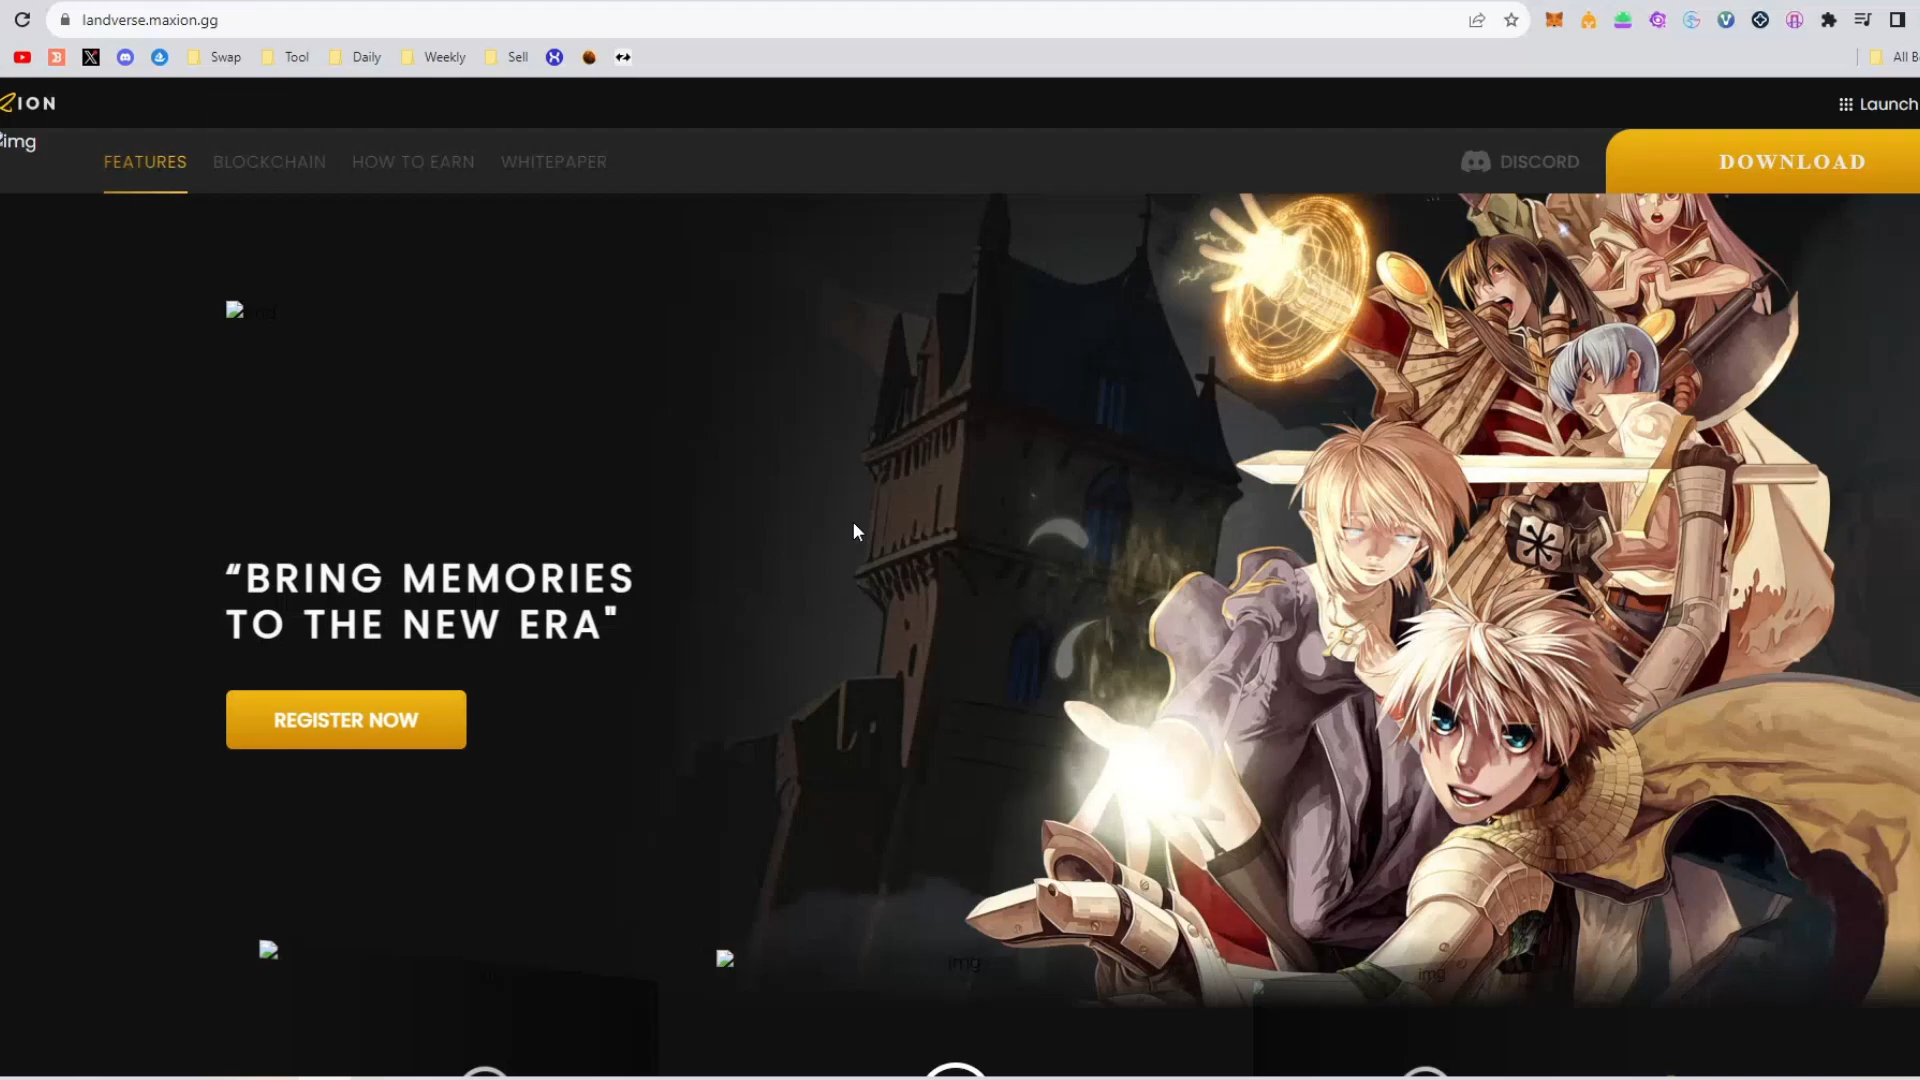 landverse.maxion.gg
Swap Tool Daily Weekly Sell All B
ION
Launch
img
FEATURES BLOCKCHAIN HOW TO EARN WHITEPAPER DISCORD DOWNLOAD
img
“BRING MEMORIES
TO THE NEW ERA"
REGISTER NOW
img
img